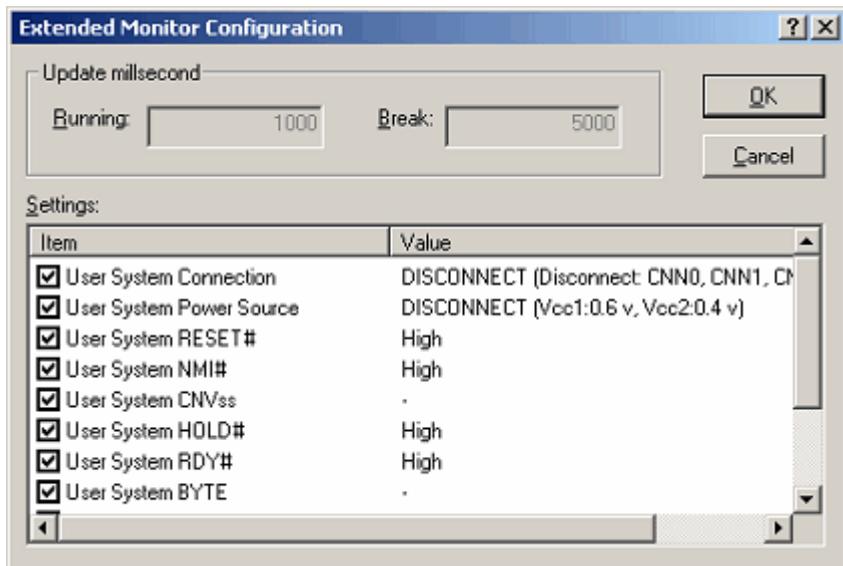 Extended Monitor Configuration
Update millsecond
Running: 1000 Break: 5000
OK
Cancel
Settings:
Item Value
User System Connection DISCONNECT (Disconnect: CNN0, CNN1,
User System Power Source DISCONNECT (Vcc1:0.6 v, Vcc2:0.4 v)
User System RESET# High
User System NMI# High
User System CNVss -
User System HOLD# High
User System RDY# High
User System BYTE -